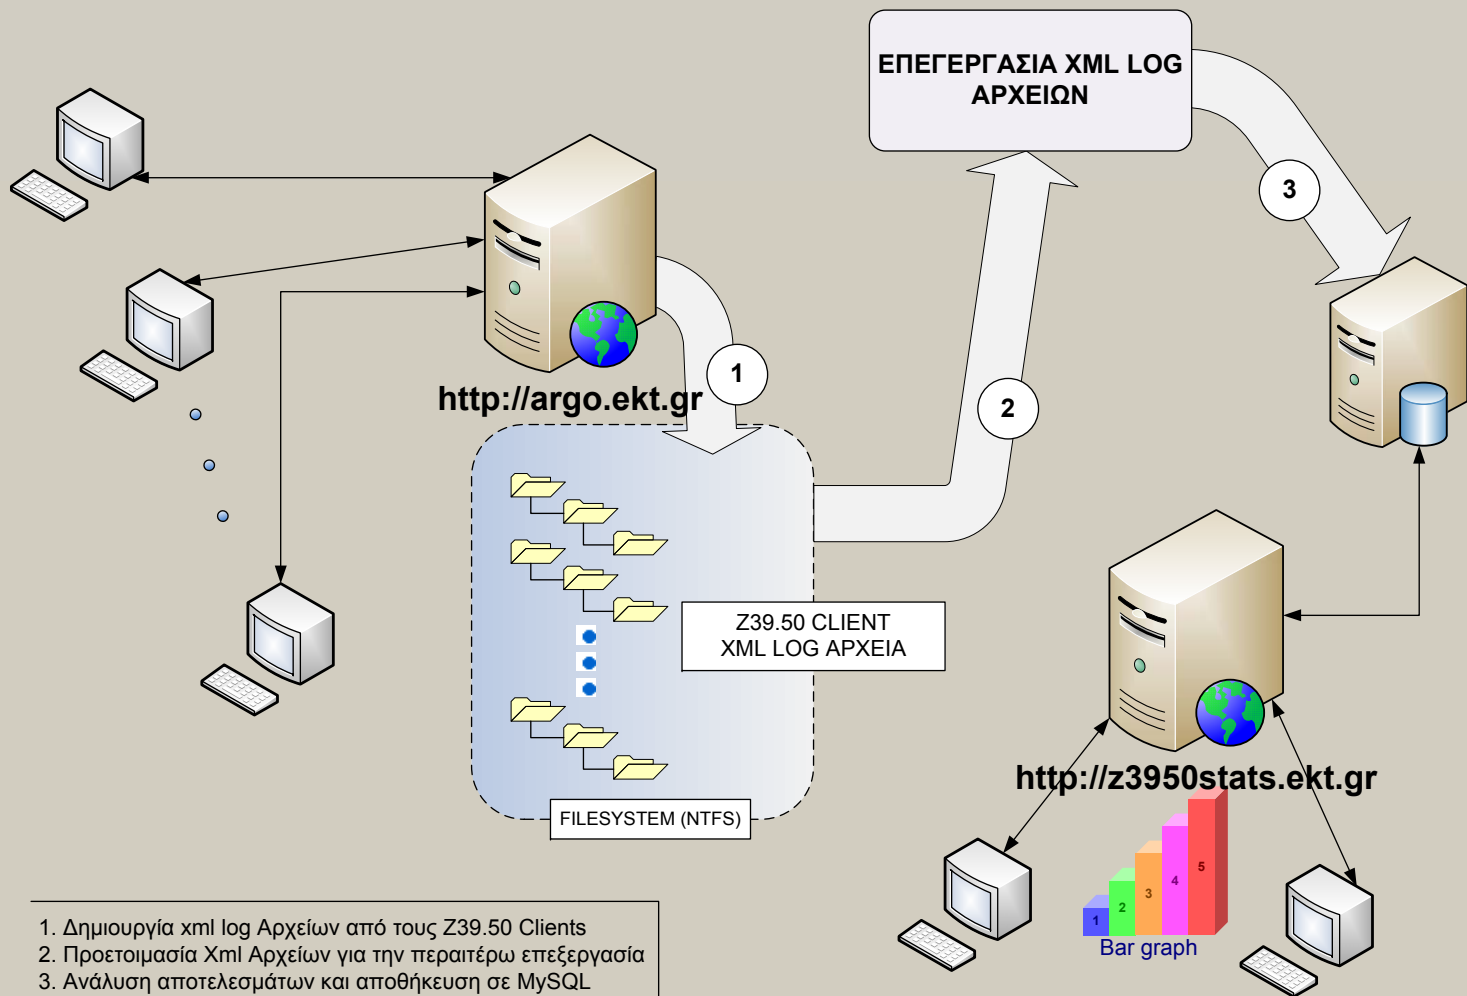 ΕΠΕΓΕΡΓΑΣΙΑ XML LOG
ΑΡΧΕΙΩΝ
3
1
2
http://argo.ekt.gr
Z39.50 CLIENT
XML LOG ΑΡΧΕΙΑ
FILESYSTEM (NTFS)
http://z3950stats.ekt.gr
1
2
3
4
5
Bar graph
1. Δημιουργία xml log Αρχείων από τους Z39.50 Clients
2. Προετοιμασία Xml Αρχείων για την περαιτέρω επεξεργασία
3. Ανάλυση αποτελεσμάτων και αποθήκευση σε MySQL